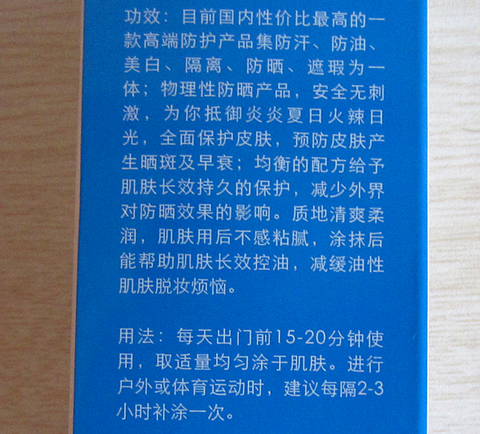 功效：目前国内性价比最高的一
款高端防护产品集防汗、防油、
美白、隔离、防晒、遮瑕为一
体；物理性防晒产品，安全无刺
激，为你抵御炎炎夏日火辣日
光，全面保护皮肤，预防皮肤产
生晒斑及早衰；均衡的配方给予
肌肤长效持久的保护，减少外界
对防晒效果的影响。质地清爽柔
润，肌肤用后不感粘腻，涂抹后
能帮助肌肤长效控油，减缓油性
肌肤脱妆烦恼。
用法：每天出门前15-20分钟使
用，取适量均匀涂于肌肤。进行
户外或体育运动时，建议每隔2-3
小时补涂一次。